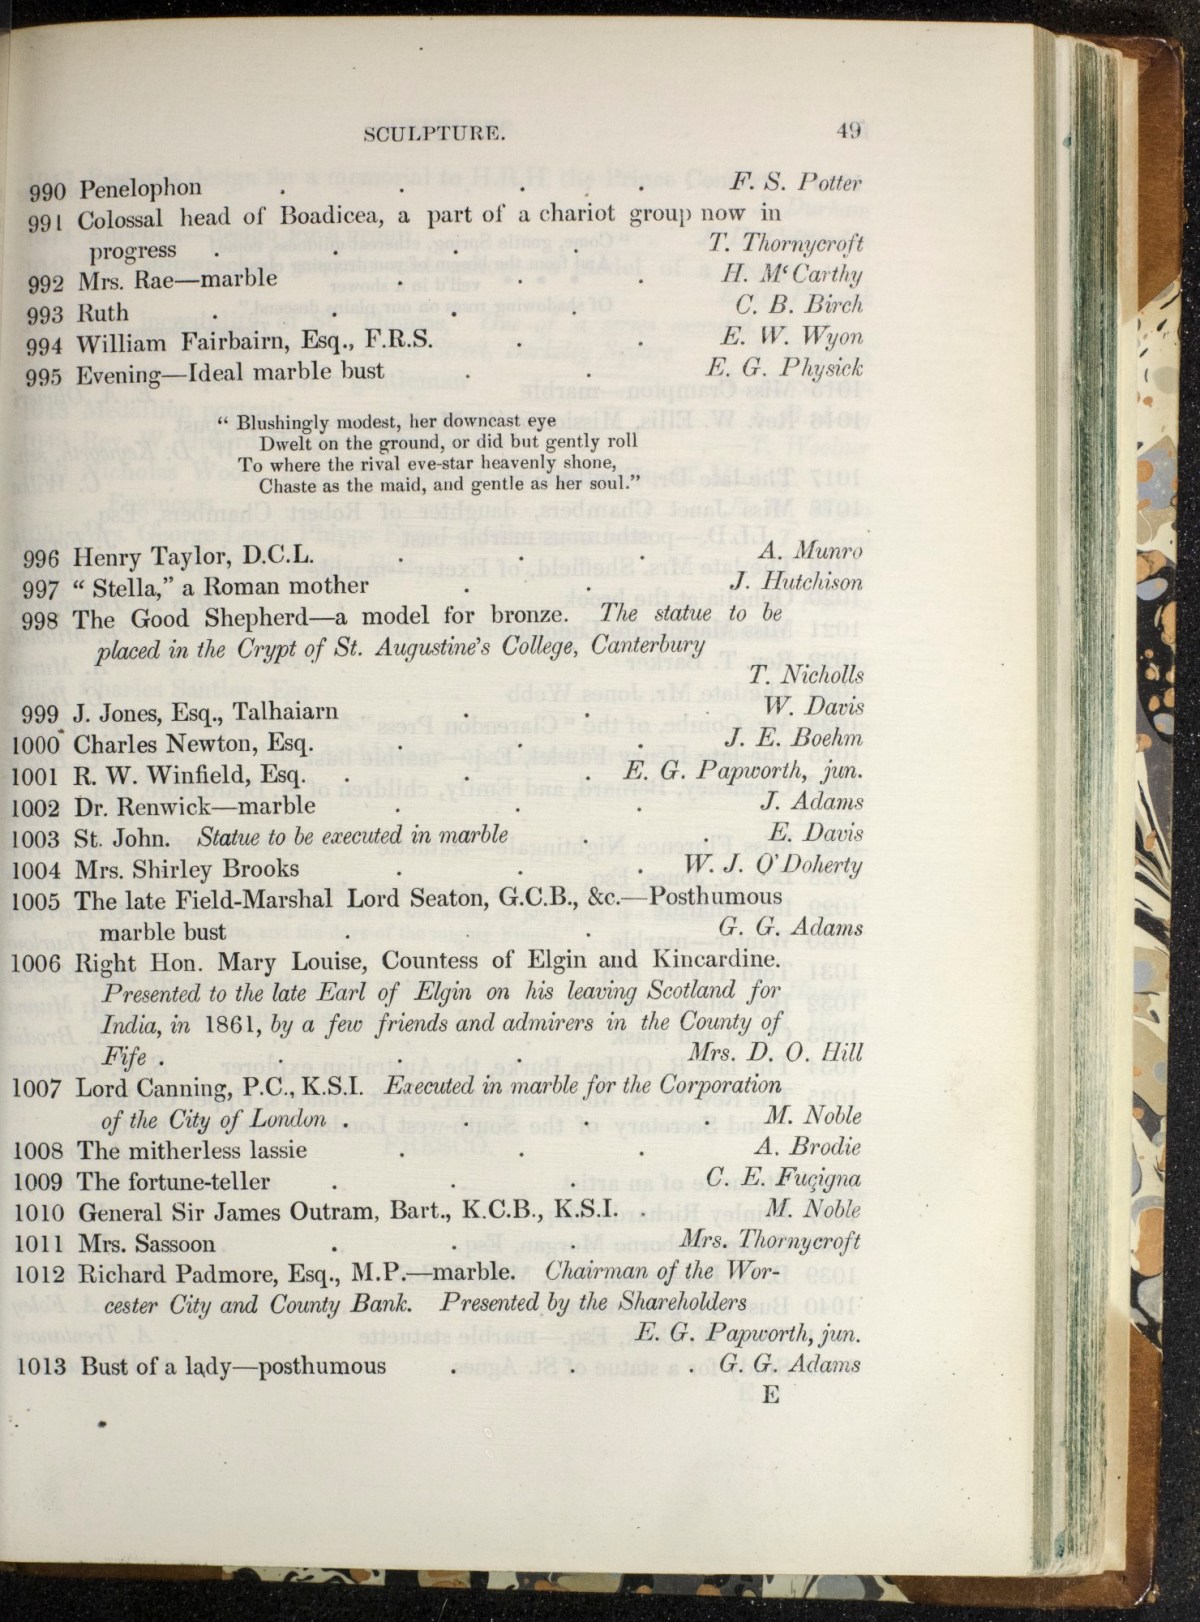 SCULPTURE. 49
990 Penelophon . . . . F. S. Potter
991 Colossal head of Boadicea, a part of a chariot group now in
progress . . . . T. Thornycroft
992 Mrs. Rae—marble . . . H. McCarthy
993 Ruth . . . . C. B. Birch
994 William Fairbairn, Esq., F.R.S. . . E. W. Wyon
995 Evening—Ideal marble bust . . E. G. Physick
“ Blushingly modest, her downcast eye
Dwelt on the ground, or did but gently roll
To where the rival eve-star heavenly shone,
Chaste as the maid, and gentle as her soul.”
996 Henry Taylor, D.C.L. . . . A. Munro
997 “ Stella,” a Roman mother . . J. Hutchison
998 The Good Shepherd—a model for bronze. The statue to be
placed in the Crypt of St. Augustine's College, Canterbury
T. Nicholls
999 J. Jones, Esq., Talhaiarn . . . W. Davis
1000 Charles Newton, Esq. . . . J. E. Boehm
1001 R. W. Winfield, Esq. . . . E. G. Papworth, jun.
1002 Dr. Renwick—marble . . . J. Adams
1003 St. John. Statue to be executed in marble . . E. Davis
1004 Mrs. Shirley Brooks . . . W. J. O'Doherty
1005 The late Field-Marshal Lord Seaton, G.C.B., &c.—Posthumous
marble bust . . . G. G. Adams
1006 Right Hon. Mary Louise, Countess of Elgin and Kincardine.
Presented to the late Earl of Elgin on his leaving Scotland for
India, in 1861, by a few friends and admirers in the County of
Fife . . . . Mrs. D. O. Hill
1007 Lord Canning, P.C., K.S.I. Executed in marble for the Corporation
of the City of London . . . . M. Noble
1008 The mitherless lassie . . . A. Brodie
1009 The fortune-teller . . . C. E. Fuçigna
1010 General Sir James Outram, Bart., K.C.B., K.S.I. . M. Noble
1011 Mrs. Sassoon . . . Mrs. Thornycroft
1012 Richard Padmore, Esq., M.P.—marble. Chairman of the Wor-
cester City and County Bank. Presented by the Shareholders
E. G. Papworth, jun.
1013 Bust of a lady—posthumous . . . G. G. Adams
E